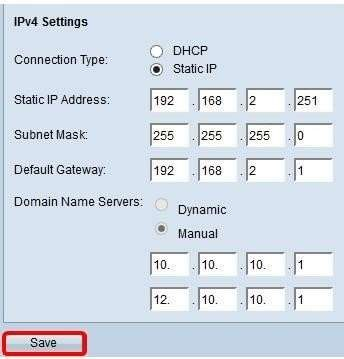 IPv4 Settings
Connection Type: DHCP
Static IP
Static IP Address: 192 . 168 . 2 . 251
Subnet Mask: 255 . 255 . 255 . 0
Default Gateway: 192 . 168 . 2 . 1
Domain Name Servers: Dynamic
Manual
10. . 10. . 10. . 1
12. . 10. . 10. . 1
Save